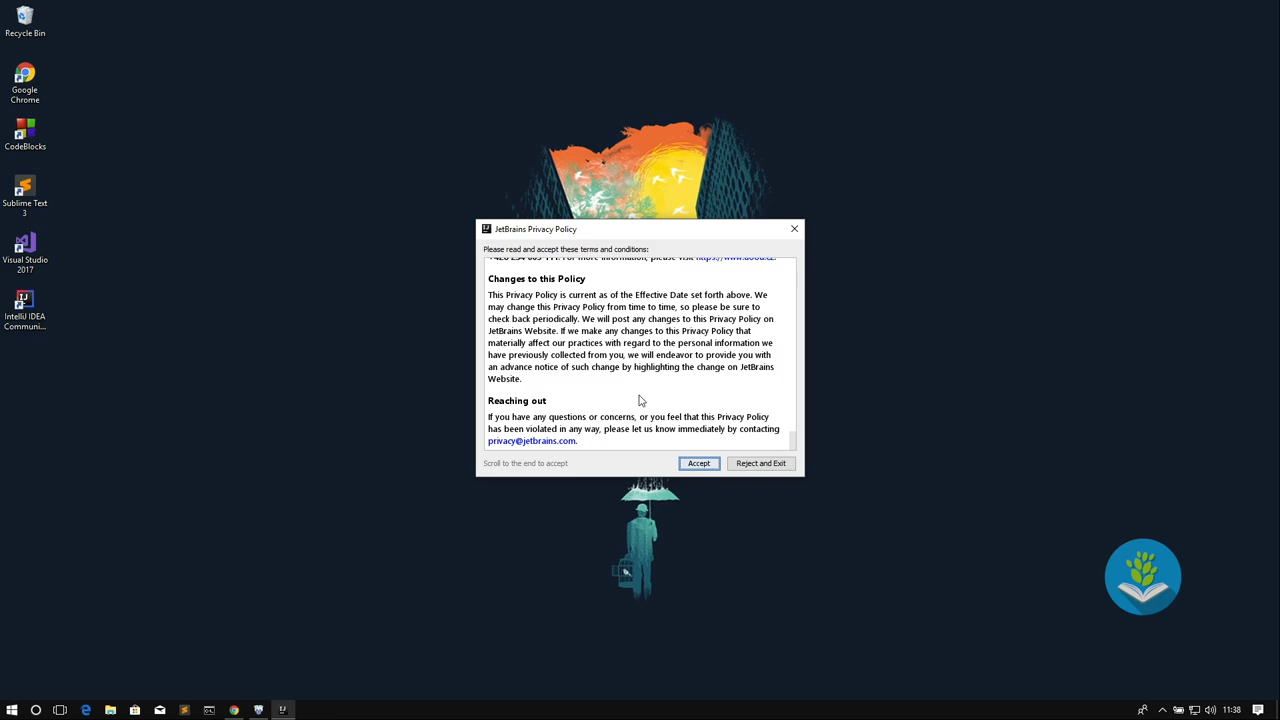 Recycle Bin
Google
Chrome
CodeBlocks
Sublime Text
3
Visual Studio
2017
IntelliJ IDEA
Communi...
JetBrains Privacy Policy
Please read and accept these terms and conditions:
For more information, please visit
Changes to this Policy
This Privacy Policy is current as of the Effective Date set forth above. We
may change this Privacy Policy from time to time, so please be sure to
check back periodically. We will post any changes to this Privacy Policy on
JetBrains Website. If we make any changes to this Privacy Policy that
materially affect our practices with regard to the personal information we
have previously collected from you, we will endeavor to provide you with
an advance notice of such change by highlighting the change on JetBrains
Website.
Reaching out
If you have any questions or concerns, or you feel that this Privacy Policy
has been violated in any way, please let us know immediately by contacting
privacy@jetbrains.com.
Scroll to the end to accept
Accept
Reject and Exit
11:38